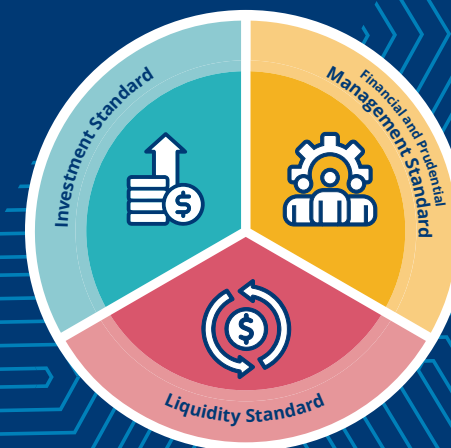 Investment Standard
Financial and Prudential
Management Standard
$
$
Liquidity Standard